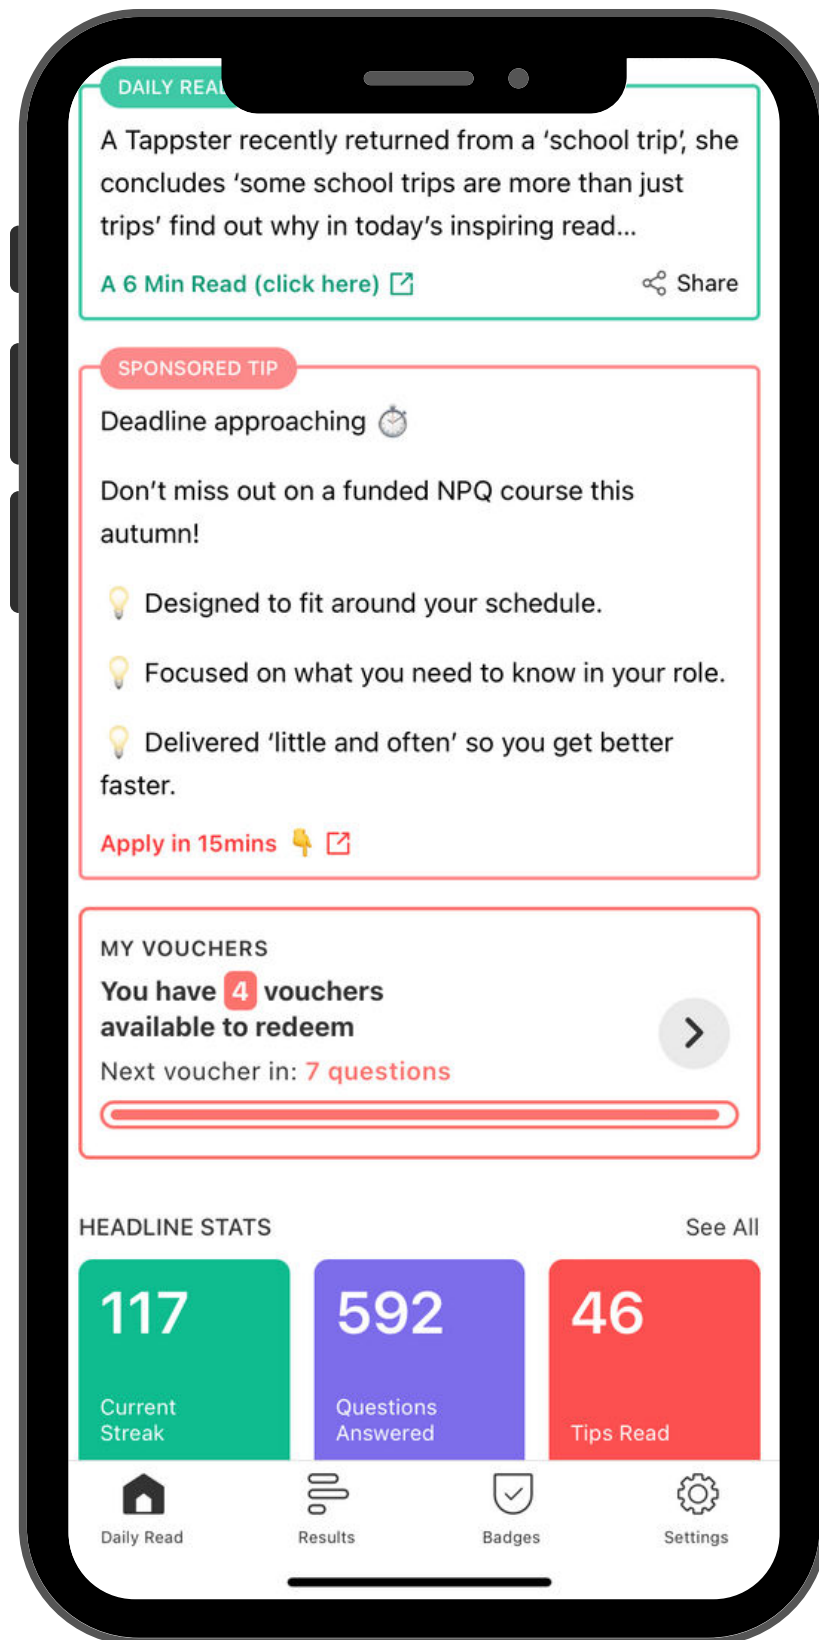 DAILY
A Tappster recently returned from a ‘school trip’, she
concludes ‘some school trips are more than just
trips’ find out why in today’s inspiring read...
A 6 Min Read (click here)
Share
SPONSORED TIP
Deadline approaching
Don’t miss out on a funded NPQ course this
autumn!
Designed to fit around your schedule.
Focused on what you need to know in your role.
Delivered ‘little and often’ so you get better
faster.
Apply in 15mins
MY VOUCHERS
You have 4 vouchers
available to redeem
Next voucher in: 7 questions
HEADLINE STATS
See All
117
592
46
Current
Streak
Questions
Answered
Tips Read
Daily Read
Results
Badges
Settings